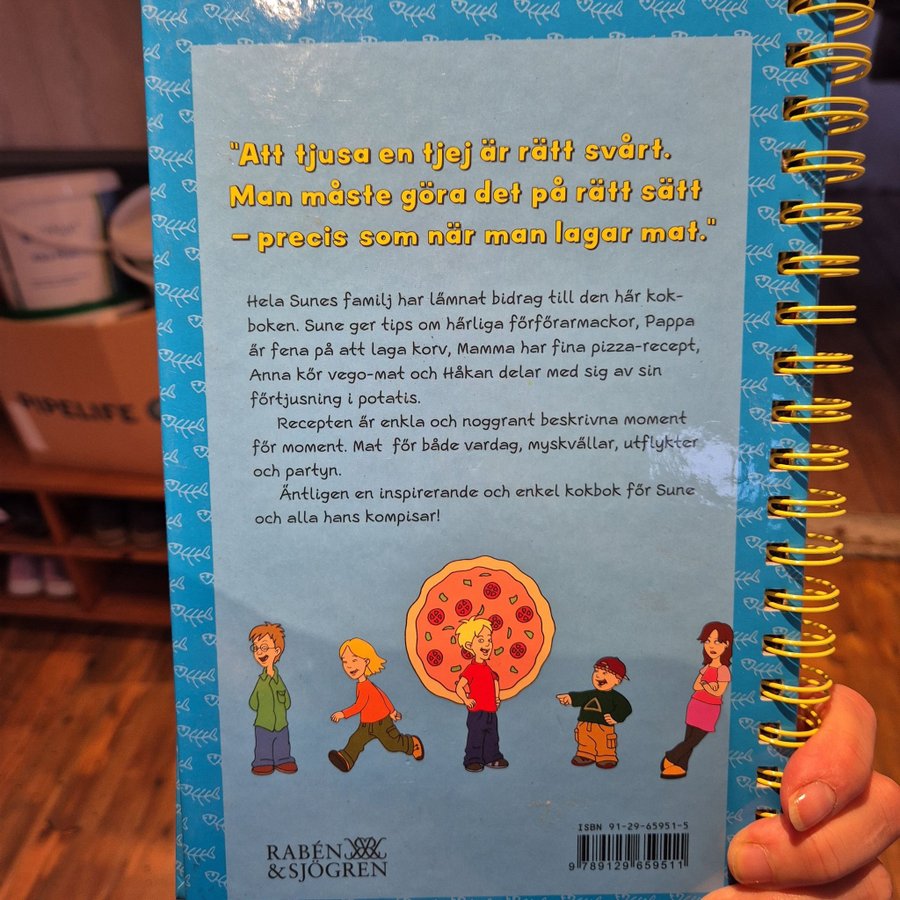 "Att tjusa en tjej är rätt svårt.
Man måste göra det på rätt sätt
– precis som när man lagar mat."
Hela Sunes familj har lämnat bidrag till den här kok-
boken. Sune ger tips om härliga förförarmackor, Pappa
är fena på att laga korv, Mamma har fina pizza-recept,
Anna kör vego-mat och Håkan delar med sig av sin
förtjusning i potatis.
Recepten är enkla och noggrant beskrivna moment
för moment. Mat för både vardag, myskvällar, utflykter
och partyn.
Äntligen en inspirerande och enkel kokbok för Sune
och alla hans kompisar!
PIPELIFE
RABÉN
&SJÖGREN
ISBN 91-29-65951-5
9 789129 659511